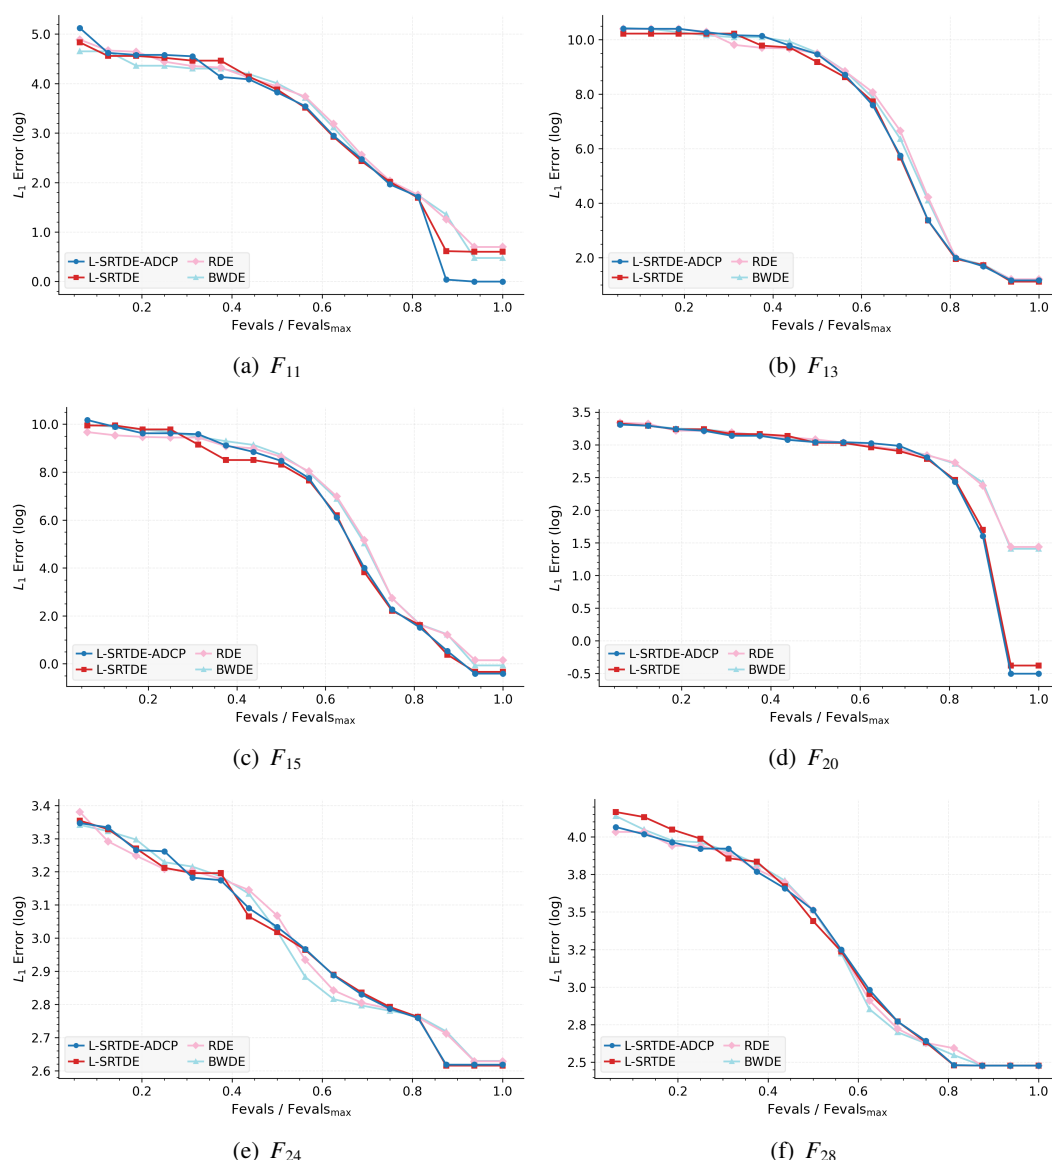 5.0
4.0
3.0
2.0
1.0
0.0
L1 Error (log)
L-SRTDE-ADCP RDE
L-SRTDE BWDE
0.2 0.4 0.6 0.8 1.0
Fevals / Fevalsmax
(a) F11
10.0
8.0
6.0
4.0
2.0
L1 Error (log)
L-SRTDE-ADCP RDE
L-SRTDE BWDE
0.2 0.4 0.6 0.8 1.0
Fevals / Fevalsmax
(b) F13
10.0
8.0
6.0
4.0
2.0
0.0
L1 Error (log)
L-SRTDE-ADCP RDE
L-SRTDE BWDE
0.2 0.4 0.6 0.8 1.0
Fevals / Fevalsmax
(c) F15
3.5
3.0
2.5
2.0
1.5
1.0
0.5
0.0
-0.5
L1 Error (log)
L-SRTDE-ADCP RDE
L-SRTDE BWDE
0.2 0.4 0.6 0.8 1.0
Fevals / Fevalsmax
(d) F20
3.4
3.3
3.2
3.1
3.0
2.9
2.8
2.7
2.6
L1 Error (log)
L-SRTDE-ADCP RDE
L-SRTDE BWDE
0.2 0.4 0.6 0.8 1.0
Fevals / Fevalsmax
(e) F24
4.0
3.8
3.5
3.2
3.0
2.8
2.5
L1 Error (log)
L-SRTDE-ADCP RDE
L-SRTDE BWDE
0.2 0.4 0.6 0.8 1.0
Fevals / Fevalsmax
(f) F28